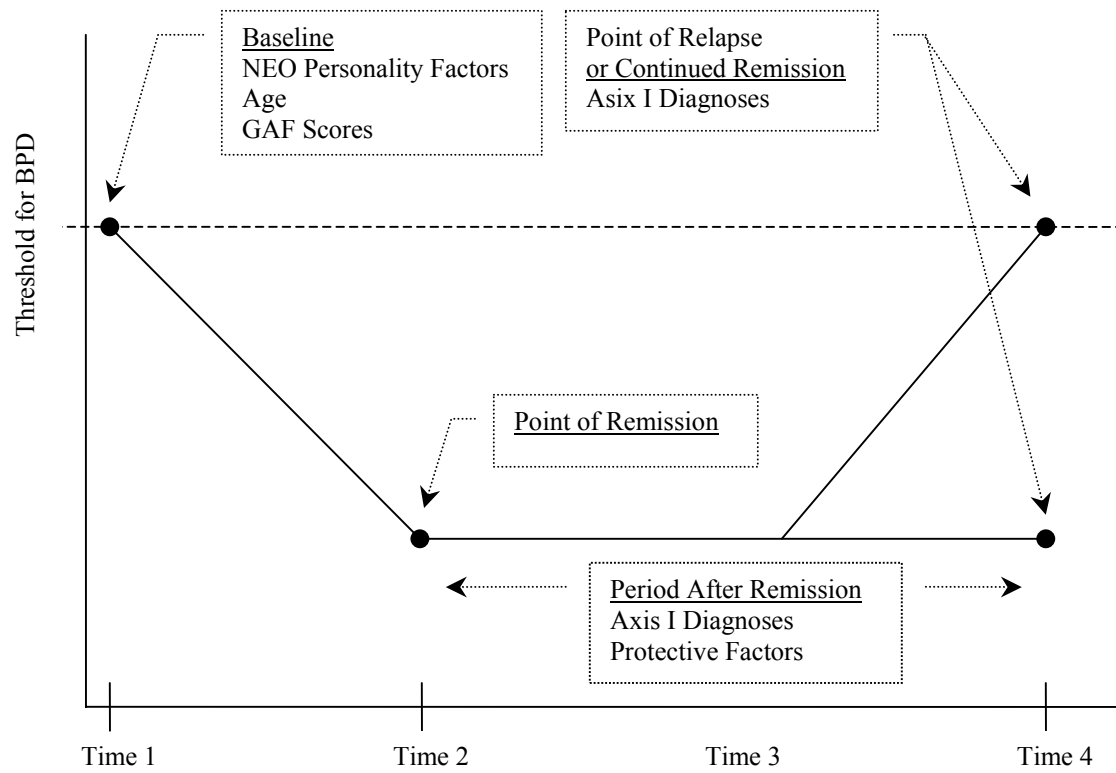 Baseline
NEO Personality Factors
Age
GAF Scores
Point of Relapse
or Continued Remission
Asix I Diagnoses
Threshold for BPD
Point of Remission
Period After Remission
Axis I Diagnoses
Protective Factors
Time 1
Time 2
Time 3
Time 4